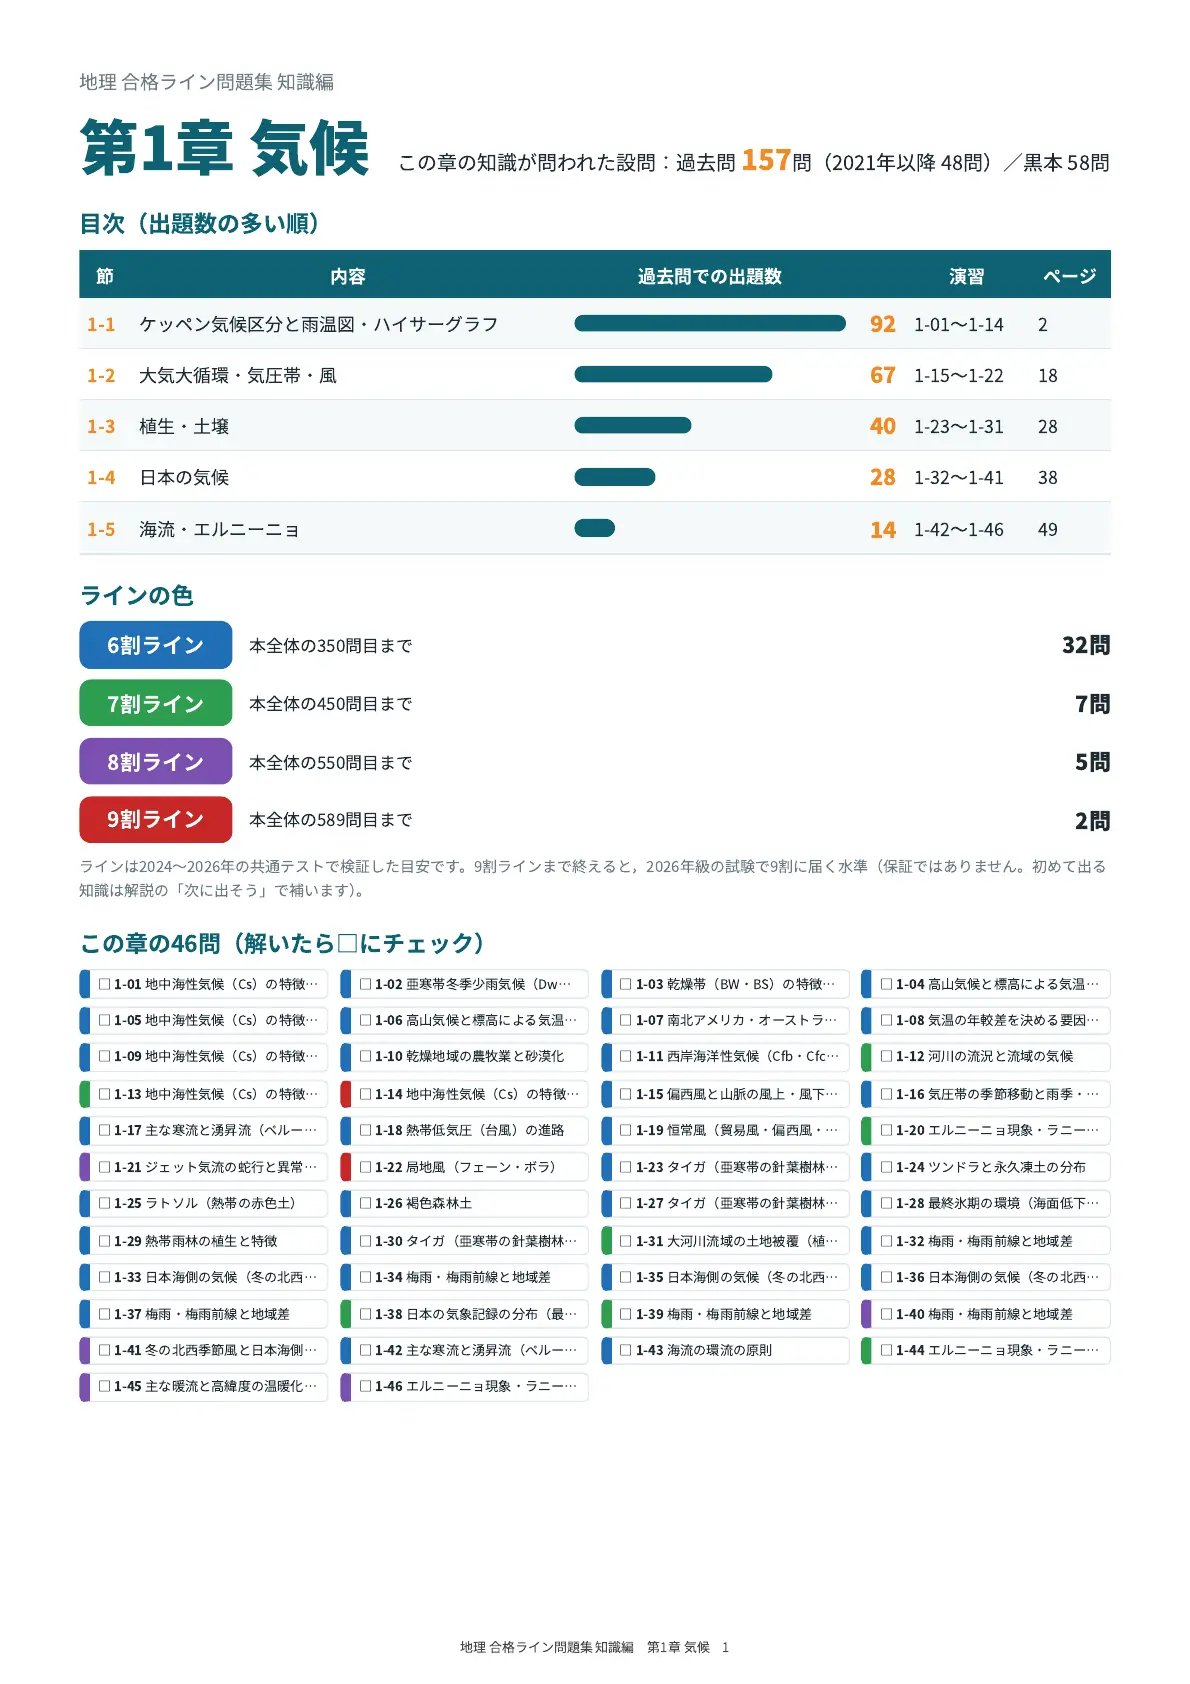 地理 合格ライン問題集 知識編
第1章 気候 この章の知識が問われた設問：過去問 157問（2021年以降 48問）／黒本 58問
目次（出題数の多い順）
節 内容 過去問での出題数 演習 ページ
1-1 ケッペン気候区分と雨温図・ハイサーグラフ 92 1-01〜1-14 2
1-2 大気大循環・気圧帯・風 67 1-15〜1-22 18
1-3 植生・土壌 40 1-23〜1-31 28
1-4 日本の気候 28 1-32〜1-41 38
1-5 海流・エルニーニョ 14 1-42〜1-46 49
ラインの色
6割ライン 本全体の350問目まで 32問
7割ライン 本全体の450問目まで 7問
8割ライン 本全体の550問目まで 5問
9割ライン 本全体の589問目まで 2問
ラインは2024〜2026年の共通テストで検証した目安です。9割ラインまで終えると，2026年級の試験で9割に届く水準（保証ではありません。初めて出る
知識は解説の「次に出そう」で補います）。
この章の46問（解いたら□にチェック）
□ 1-01 地中海性気候（Cs）の特徴… □ 1-02 亜寒帯冬季少雨気候（Dw… □ 1-03 乾燥帯（BW・BS）の特徴… □ 1-04 高山気候と標高による気温…
□ 1-05 地中海性気候（Cs）の特徴… □ 1-06 高山気候と標高による気温… □ 1-07 南北アメリカ・オーストラ… □ 1-08 気温の年較差を決める要因…
□ 1-09 地中海性気候（Cs）の特徴… □ 1-10 乾燥地域の農牧業と砂漠化 □ 1-11 西岸海洋性気候（Cfb・Cfc… □ 1-12 河川の流況と流域の気候
□ 1-13 地中海性気候（Cs）の特徴… □ 1-14 地中海性気候（Cs）の特徴… □ 1-15 偏西風と山脈の風上・風下… □ 1-16 気圧帯の季節移動と雨季・…
□ 1-17 主な寒流と湧昇流（ペルー… □ 1-18 熱帯低気圧（台風）の進路 □ 1-19 恒常風（貿易風・偏西風・… □ 1-20 エルニーニョ現象・ラニー…
□ 1-21 ジェット気流の蛇行と異常… □ 1-22 局地風（フェーン・ボラ） □ 1-23 タイガ（亜寒帯の針葉樹林… □ 1-24 ツンドラと永久凍土の分布
□ 1-25 ラトソル（熱帯の赤色土） □ 1-26 褐色森林土 □ 1-27 タイガ（亜寒帯の針葉樹林… □ 1-28 最終氷期の環境（海面低下…
□ 1-29 熱帯雨林の植生と特徴 □ 1-30 タイガ（亜寒帯の針葉樹林… □ 1-31 大河川流域の土地被覆（植… □ 1-32 梅雨・梅雨前線と地域差
□ 1-33 日本海側の気候（冬の北西… □ 1-34 梅雨・梅雨前線と地域差 □ 1-35 日本海側の気候（冬の北西… □ 1-36 日本海側の気候（冬の北西…
□ 1-37 梅雨・梅雨前線と地域差 □ 1-38 日本の気象記録の分布（最… □ 1-39 梅雨・梅雨前線と地域差 □ 1-40 梅雨・梅雨前線と地域差
□ 1-41 冬の北西季節風と日本海側… □ 1-42 主な寒流と湧昇流（ペルー… □ 1-43 海流の環流の原則 □ 1-44 エルニーニョ現象・ラニー…
□ 1-45 主な暖流と高緯度の温暖化… □ 1-46 エルニーニョ現象・ラニー…
地理 合格ライン問題集 知識編 第1章 気候 1